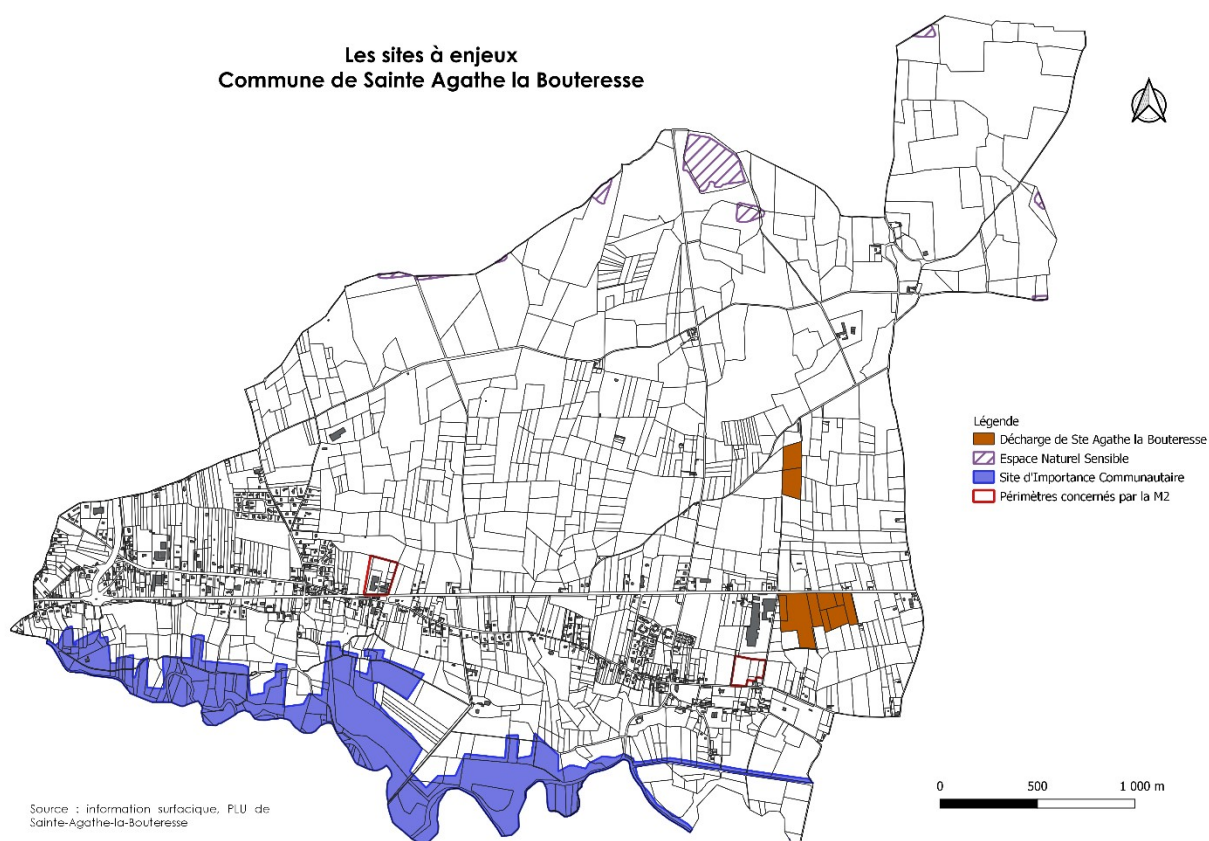 Les sites à enjeux
Commune de Sainte Agathe la Bouteresse
Légende
Décharge de Ste Agathe la Bouteresse
Espace Naturel Sensible
Site d'Importance Communautaire
Périmètres concernés par la M2
0 500 1 000 m
Source : information surfacique, PLU de
Sainte-Agathe-la-Bouteresse